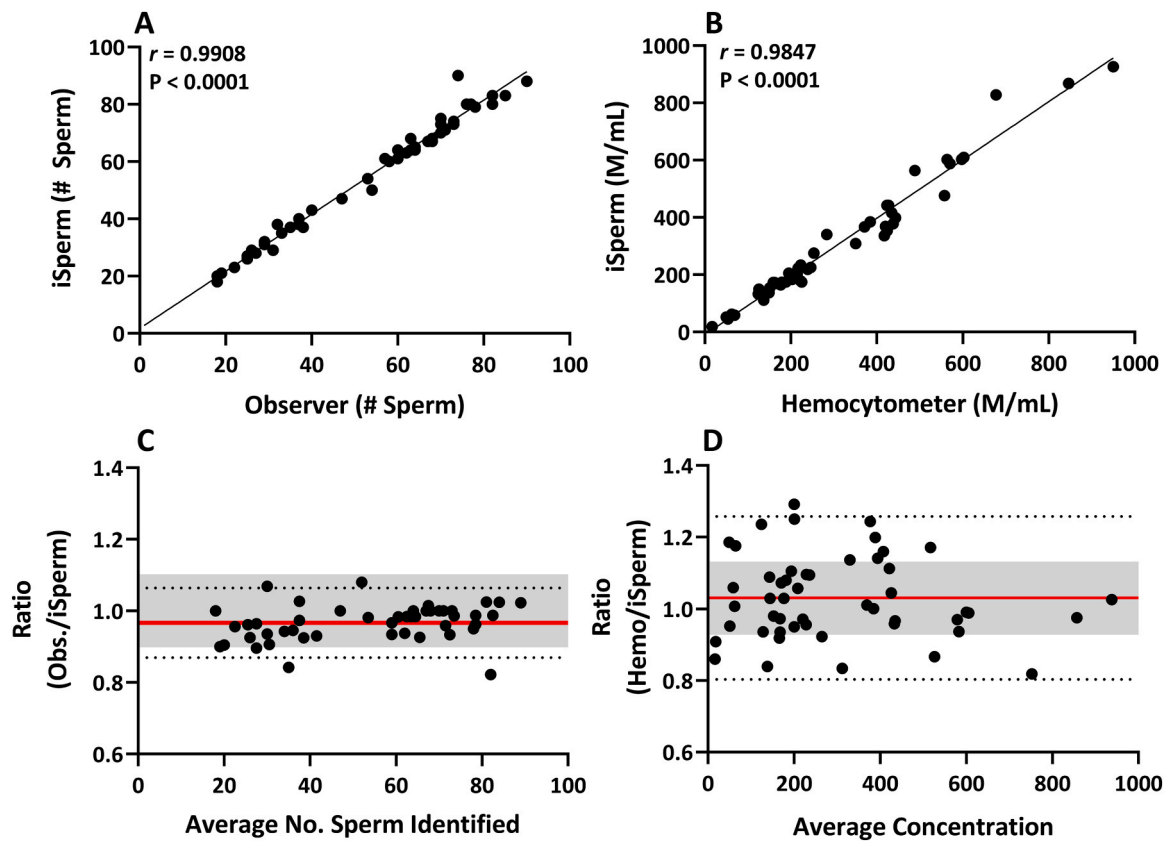 A
r = 0.9908
P < 0.0001
iSperm (# Sperm)
100
80
60
40
20
0
0 20 40 60 80 100
Observer (# Sperm)
B
r = 0.9847
P < 0.0001
iSperm (M/mL)
1000
800
600
400
200
0
0 200 400 600 800 1000
Hemocytometer (M/mL)
C
Ratio
(Obs./iSperm)
1.4
1.2
1.0
0.8
0.6
0 20 40 60 80 100
Average No. Sperm Identified
D
Ratio
(Hemo/iSperm)
1.4
1.2
1.0
0.8
0.6
0 200 400 600 800 1000
Average Concentration